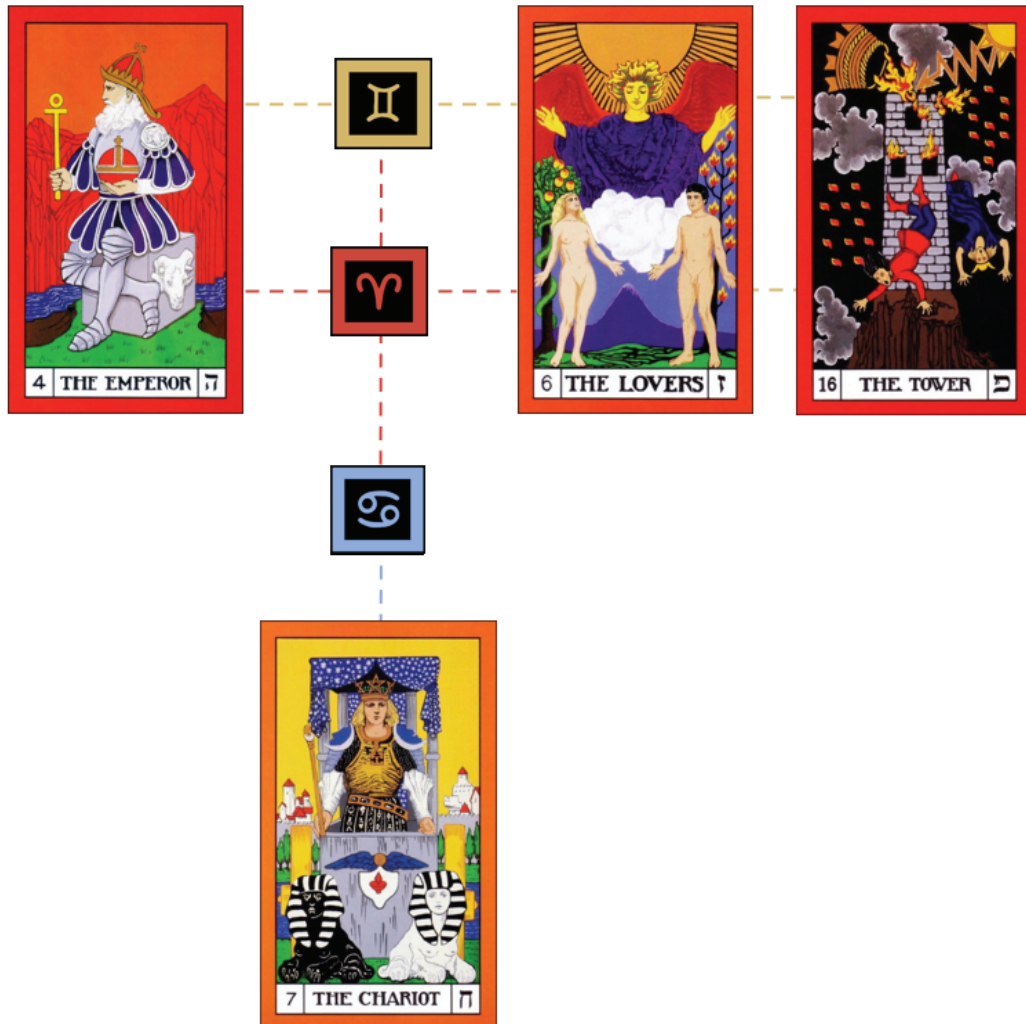 ♊
4 THE EMPEROR ה
♈
6 THE LOVERS ז
16 THE TOWER פ
♋
7 THE CHARIOT ח